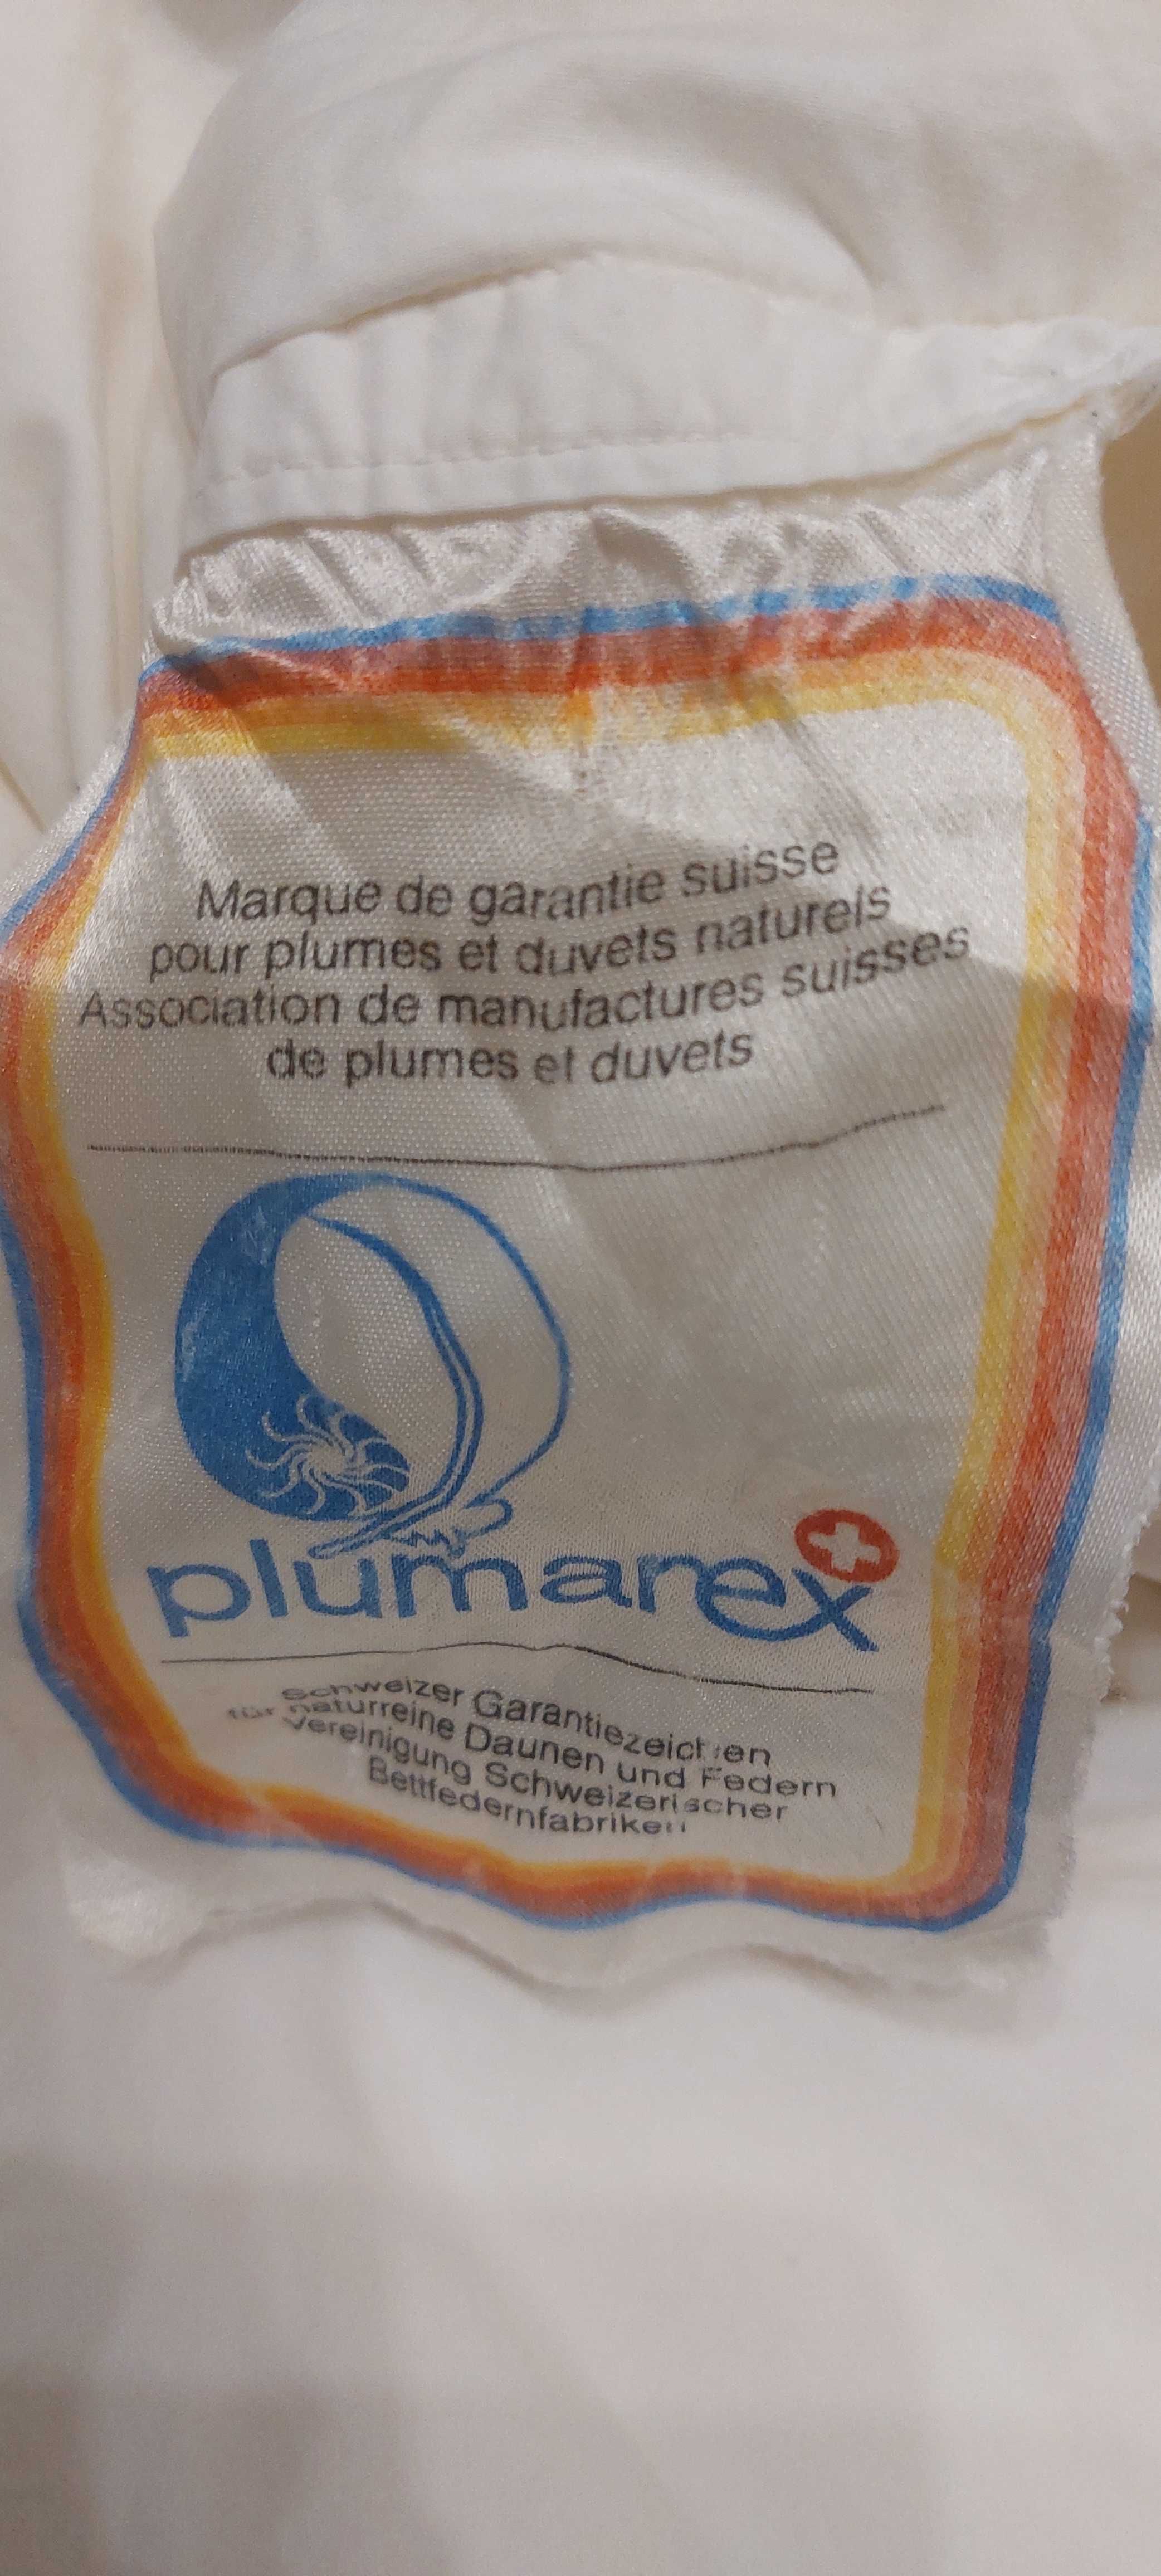 Marque de garantie suisse
pour plumes et duvets naturels
Association de manufactures suisses
de plumes et duvets
plumarex
Schweizer Garantiezeichen
für naturreine Daunen und Federn
Vereinigung Schweizerischer
Bettfedernfabriken